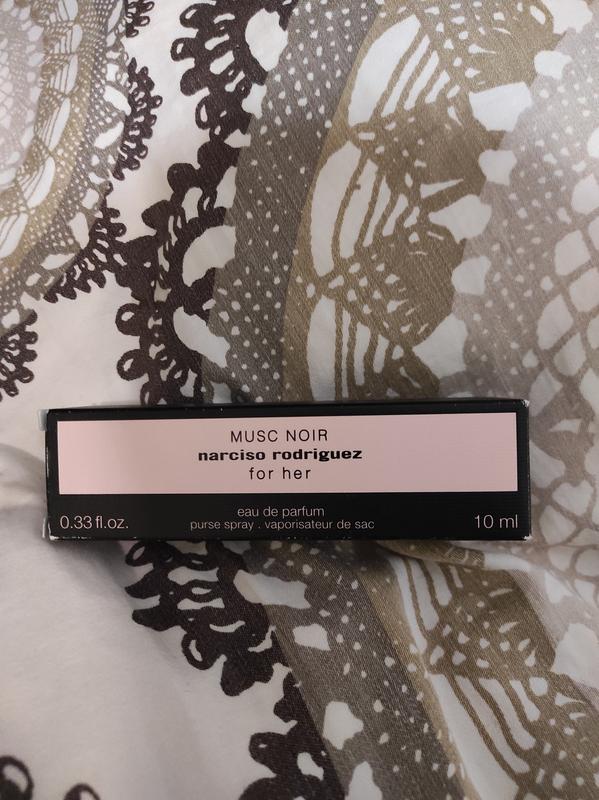 MUSC NOIR
narciso rodriguez
for her
eau de parfum
purse spray . vaporisateur de sac
0.33 fl.oz.
10 ml